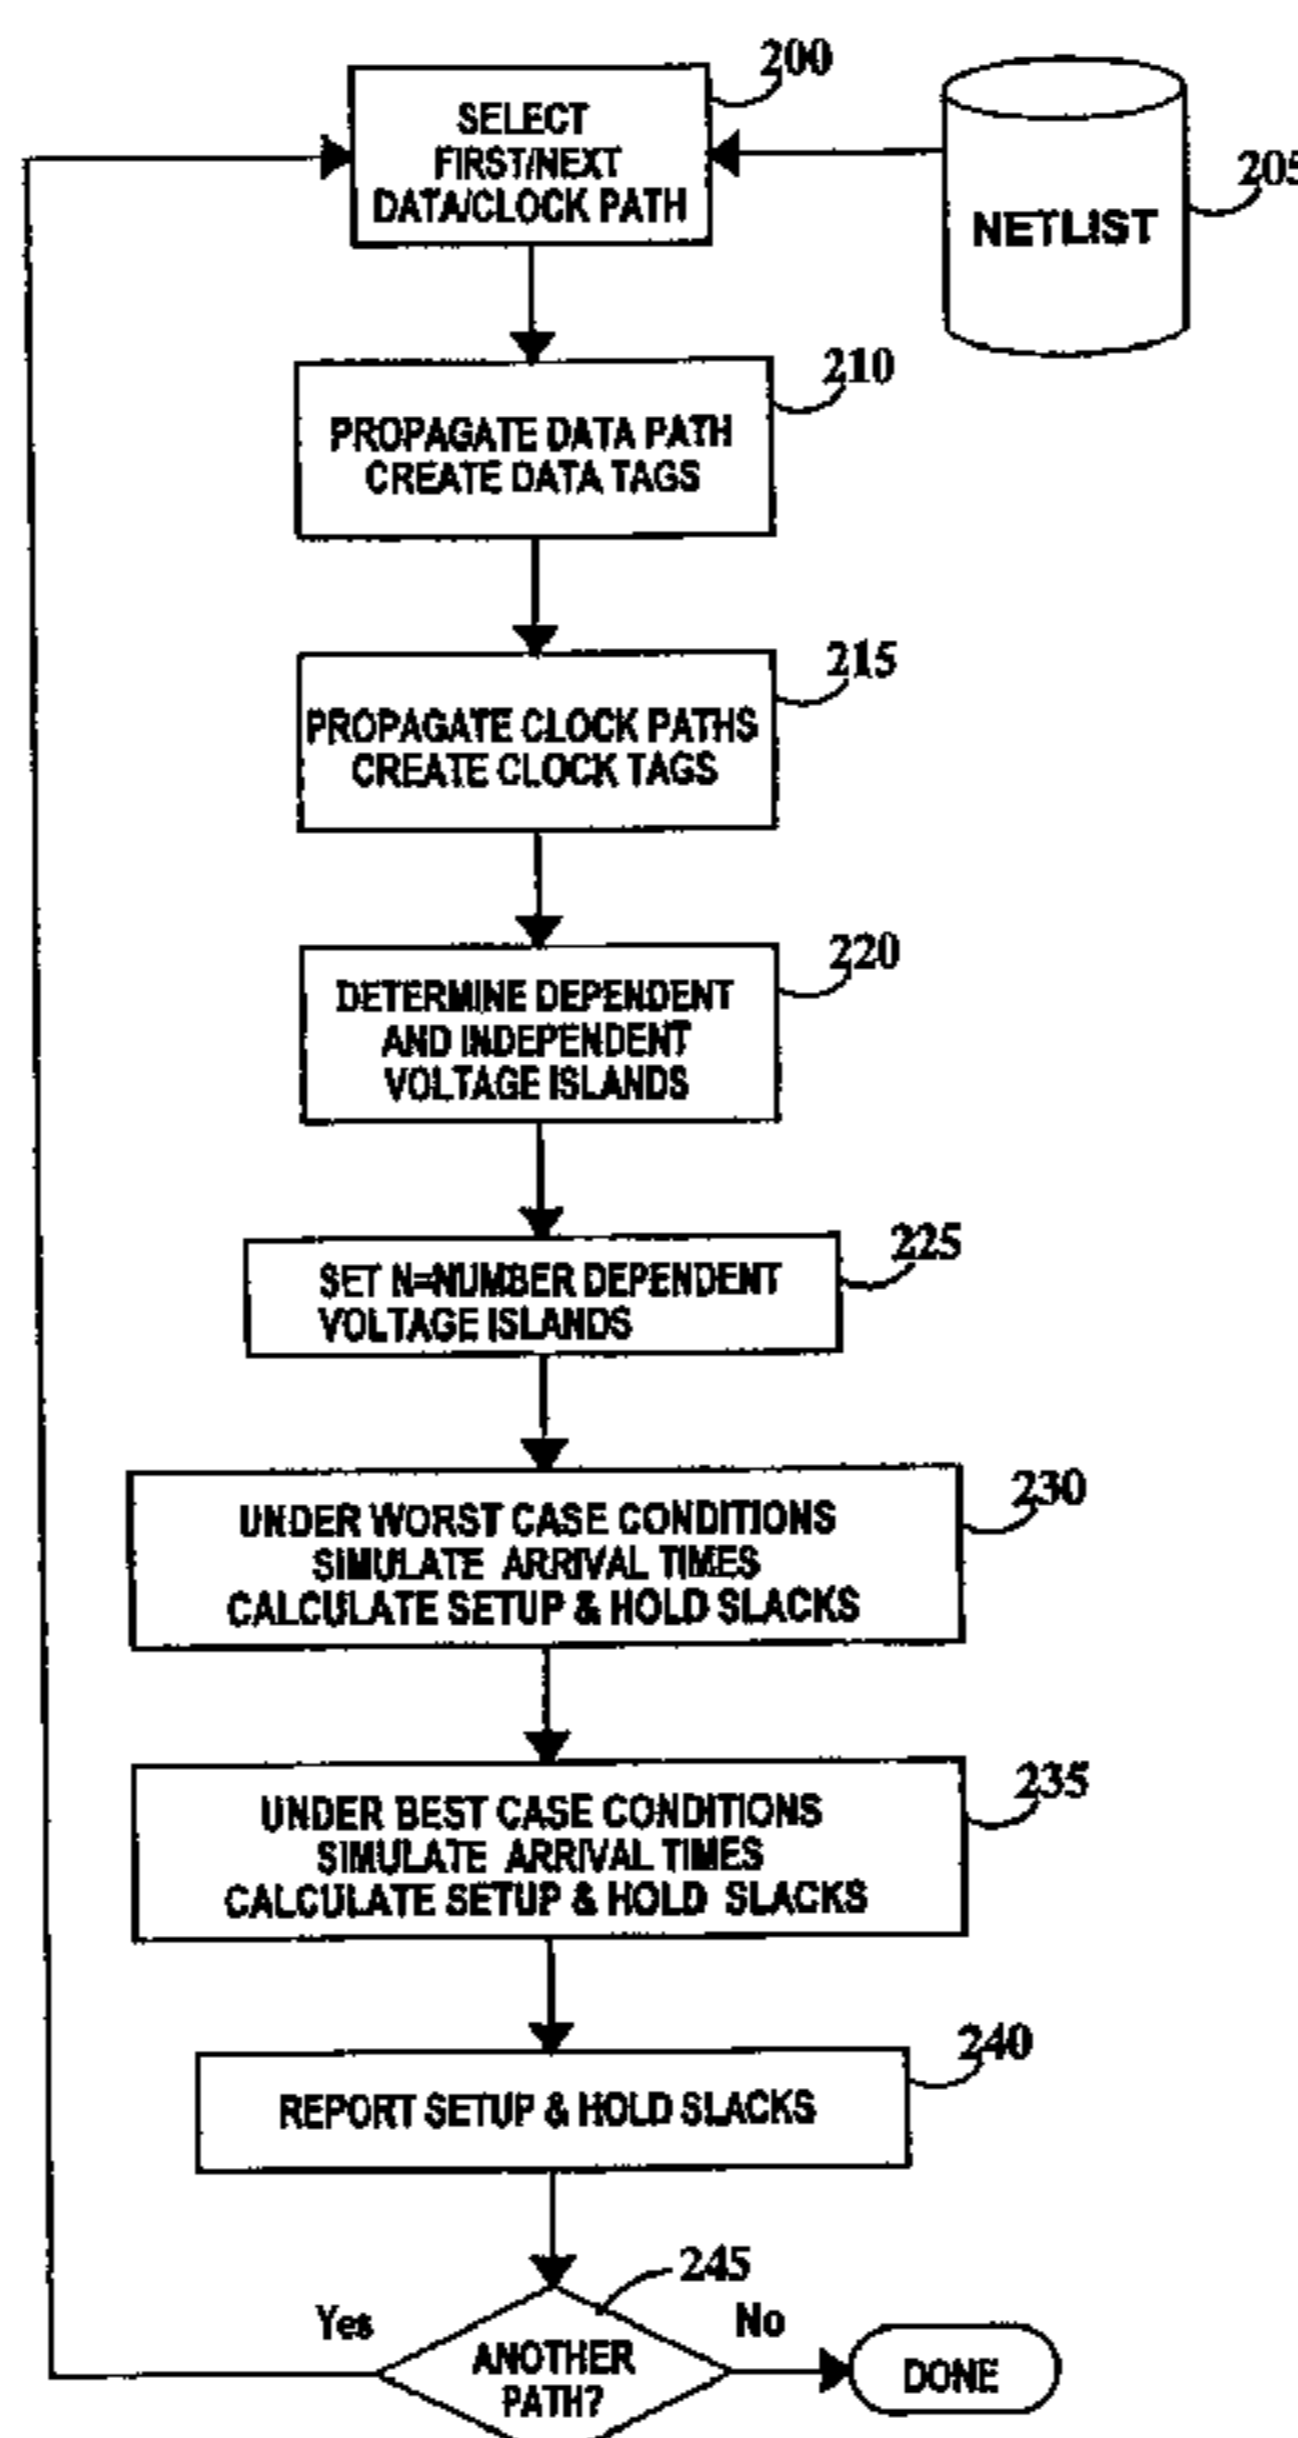 200
SELECT
FIRST/NEXT
DATA/CLOCK PATH
205
NETLIST
210
PROPAGATE DATA PATH
CREATE DATA TAGS
215
PROPAGATE CLOCK PATHS
CREATE CLOCK TAGS
220
DETERMINE DEPENDENT
AND INDEPENDENT
VOLTAGE ISLANDS
225
SET N=NUMBER DEPENDENT
VOLTAGE ISLANDS
230
UNDER WORST CASE CONDITIONS
SIMULATE ARRIVAL TIMES
CALCULATE SETUP & HOLD SLACKS
235
UNDER BEST CASE CONDITIONS
SIMULATE ARRIVAL TIMES
CALCULATE SETUP & HOLD SLACKS
240
REPORT SETUP & HOLD SLACKS
245
Yes
No
ANOTHER
PATH?
DONE